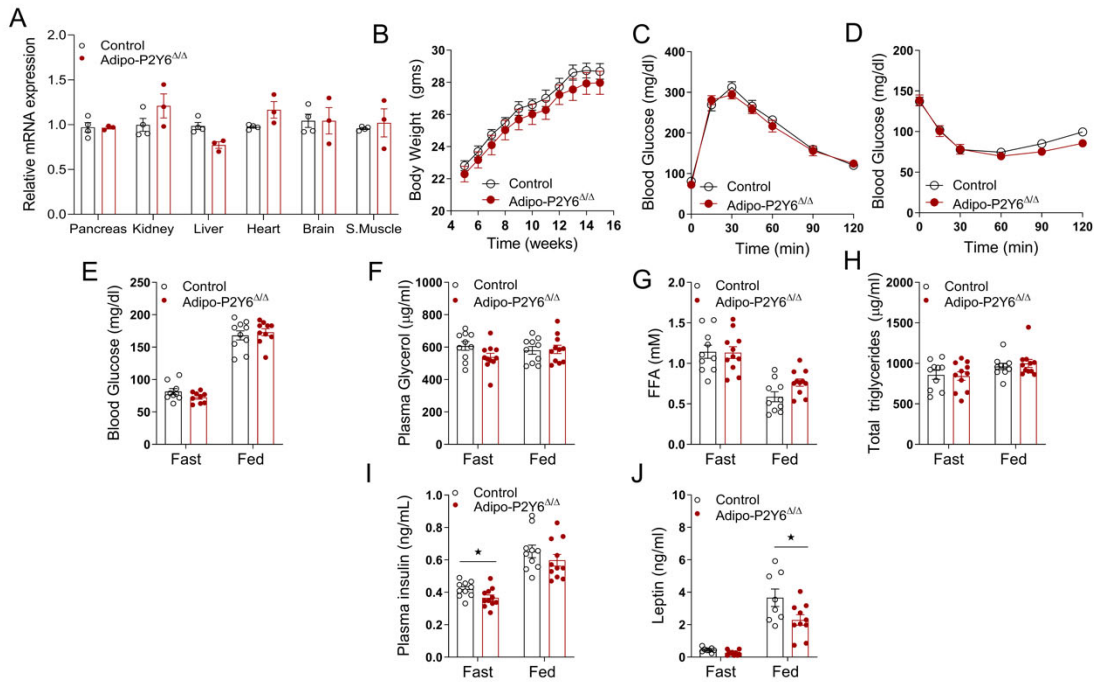 A
Relative mRNA expression
Control
Adipo-P2Y6Δ/Δ
2.0
1.5
1.0
0.5
0.0
Pancreas Kidney Liver Heart Brain S.Muscle
B
Body Weight (gms)
30
28
26
24
22
20
Control
Adipo-P2Y6Δ/Δ
4 6 8 10 12 14 16
Time (weeks)
C
Blood Glucose (mg/dl)
400
300
200
100
0
Control
Adipo-P2Y6Δ/Δ
0 30 60 90 120
Time (min)
D
Blood Glucose (mg/dl)
200
150
100
50
0
Control
Adipo-P2Y6Δ/Δ
0 30 60 90 120
Time (min)
E
Blood Glucose (mg/dl)
Control
Adipo-P2Y6Δ/Δ
250
200
150
100
50
0
Fast Fed
F
Plasma Glycerol (µg/ml)
Control
Adipo-P2Y6Δ/Δ
1000
800
600
400
200
0
Fast Fed
G
FFA (mM)
Control
Adipo-P2Y6Δ/Δ
2.0
1.5
1.0
0.5
0.0
Fast Fed
H
Total triglycerides (µg/ml)
Control
Adipo-P2Y6Δ/Δ
2000
1500
1000
500
0
Fast Fed
I
Plasma insulin (ng/mL)
Control
Adipo-P2Y6Δ/Δ
1.0
0.8
0.6
0.4
0.2
0.0
★
Fast Fed
J
Leptin (ng/ml)
Control
Adipo-P2Y6Δ/Δ
10
8
6
4
2
0
★
Fast Fed